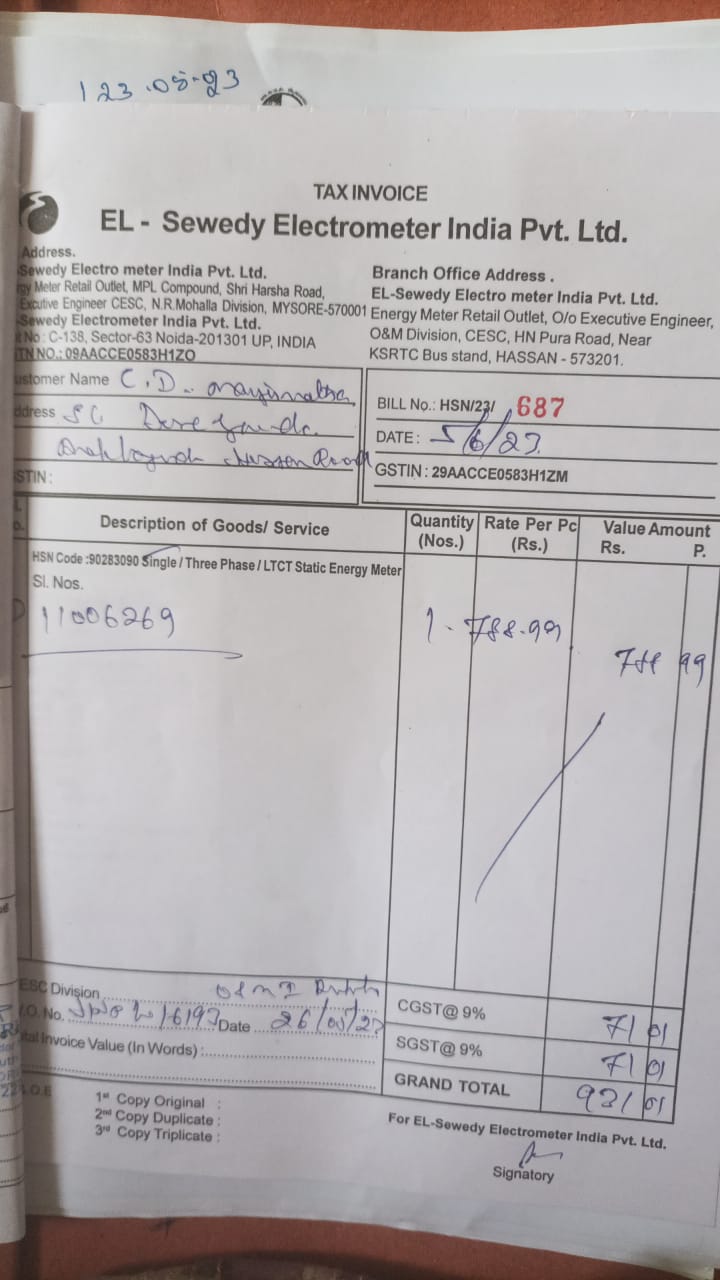 123.05.23
TAX INVOICE
EL - Sewedy Electrometer India Pvt. Ltd.
Address.
Sewedy Electro meter India Pvt. Ltd.
gy Meter Retail Outlet, MPL Compound, Shri Harsha Road,
Excutive Engineer CESC, N.R.Mohalla Division, MYSORE-570001
Sewedy Electrometer India Pvt. Ltd.
No : C-138, Sector-63 Noida-201301 UP, INDIA
TN NO.: 09AACCE0583H1ZO
Branch Office Address .
EL-Sewedy Electro meter India Pvt. Ltd.
Energy Meter Retail Outlet, O/o Executive Engineer,
O&M Division, CESC, HN Pura Road, Near
KSRTC Bus stand, HASSAN - 573201.
ustomer Name C.D.
ddress
STIN :
BILL No.: HSN/23/ 687
DATE : 5/6/23
GSTIN : 29AACCE0583H1ZM
Description of Goods/ Service
Quantity (Nos.)
Rate Per Pc (Rs.)
Value Amount
Rs. P.
HSN Code :90283090 Single / Three Phase / LTCT Static Energy Meter
Sl. Nos.
11006269 1 - 788.99
788 99
ESC Division
O. No. 16193 Date 26/05/23
tal Invoice Value (In Words) :
CGST@ 9% 71 01
SGST@ 9% 71 01
GRAND TOTAL 931 01
O.E
1st Copy Original :
2nd Copy Duplicate :
3rd Copy Triplicate :
For EL-Sewedy Electrometer India Pvt. Ltd.
Signatory